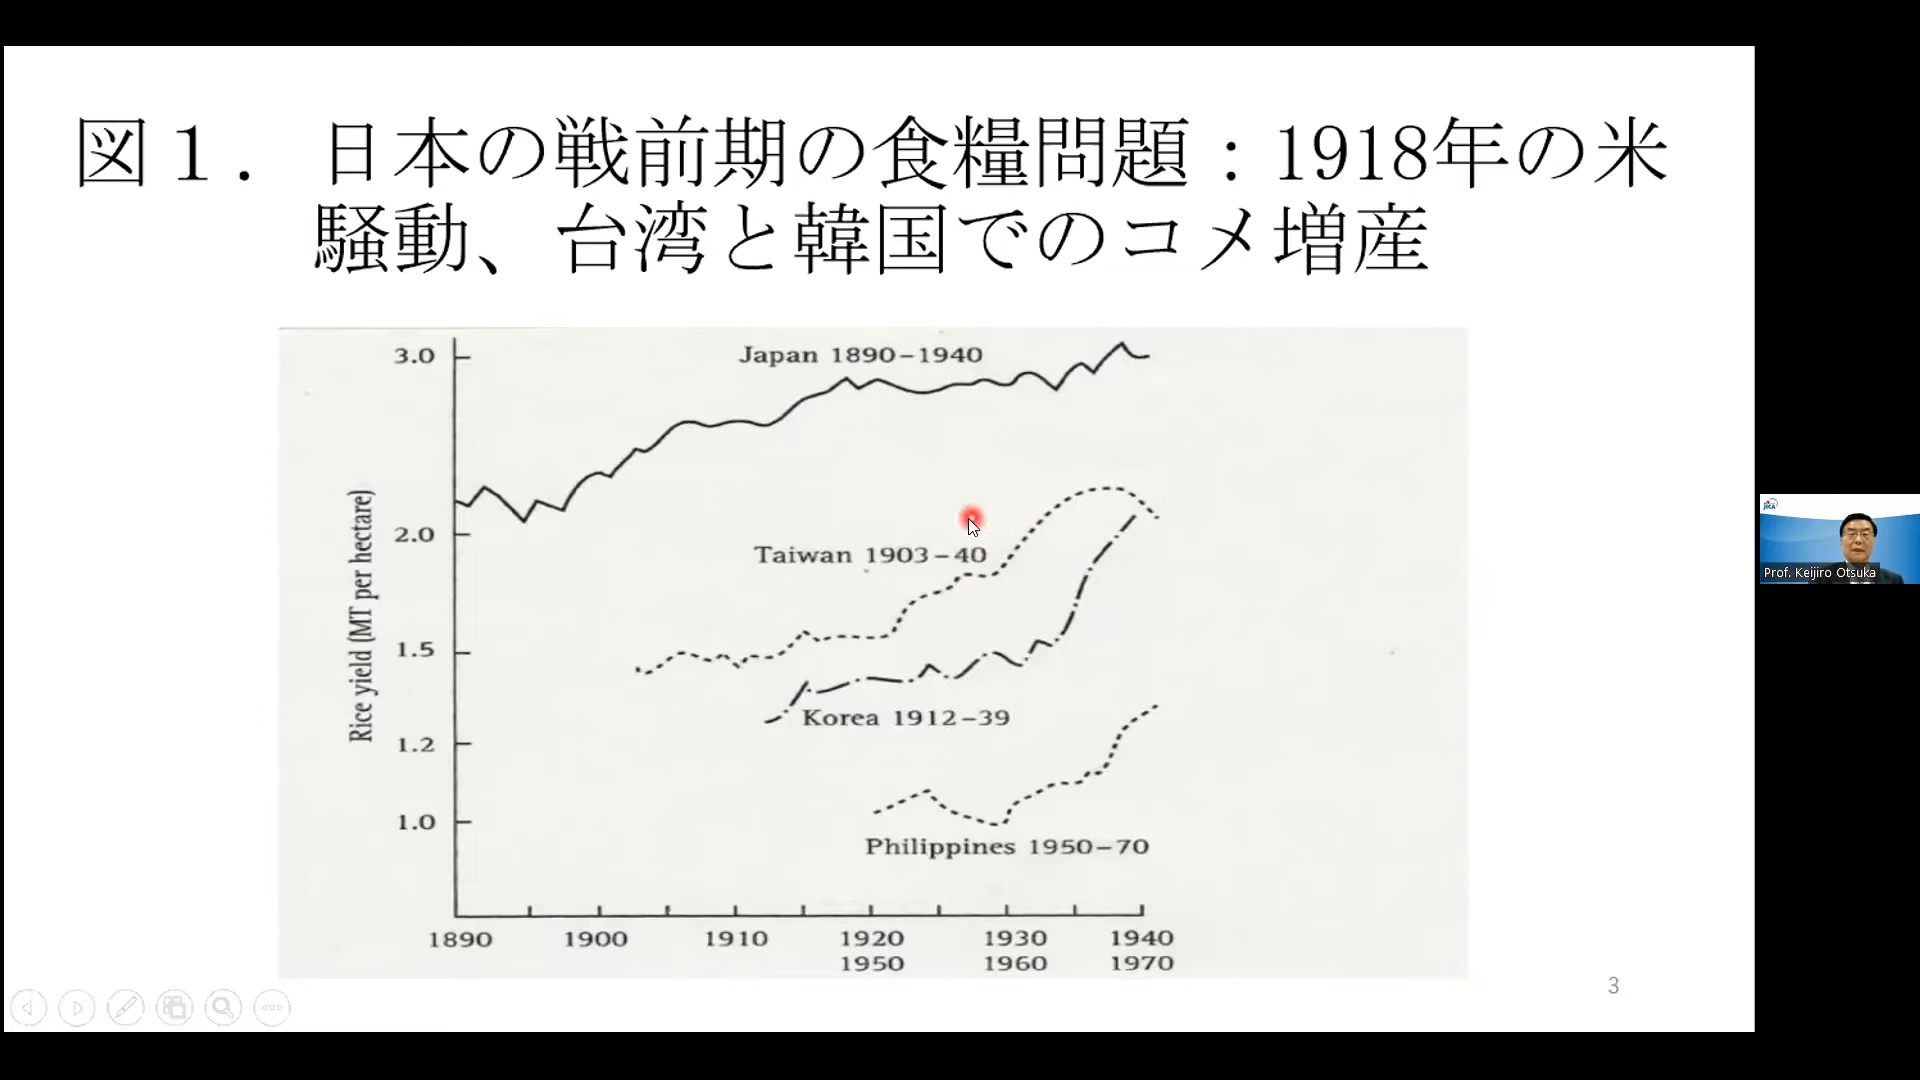 図１．日本の戦前期の食糧問題：1918年の米
騒動、台湾と韓国でのコメ増産
Rice yield (MT per hectare)
3.0
2.0
1.5
1.2
1.0
Japan 1890–1940
Taiwan 1903–40
Korea 1912–39
Philippines 1950–70
1890 1900 1910 1920 1930 1940
1950 1960 1970
3
JICA
Prof. Keijiro Otsuka